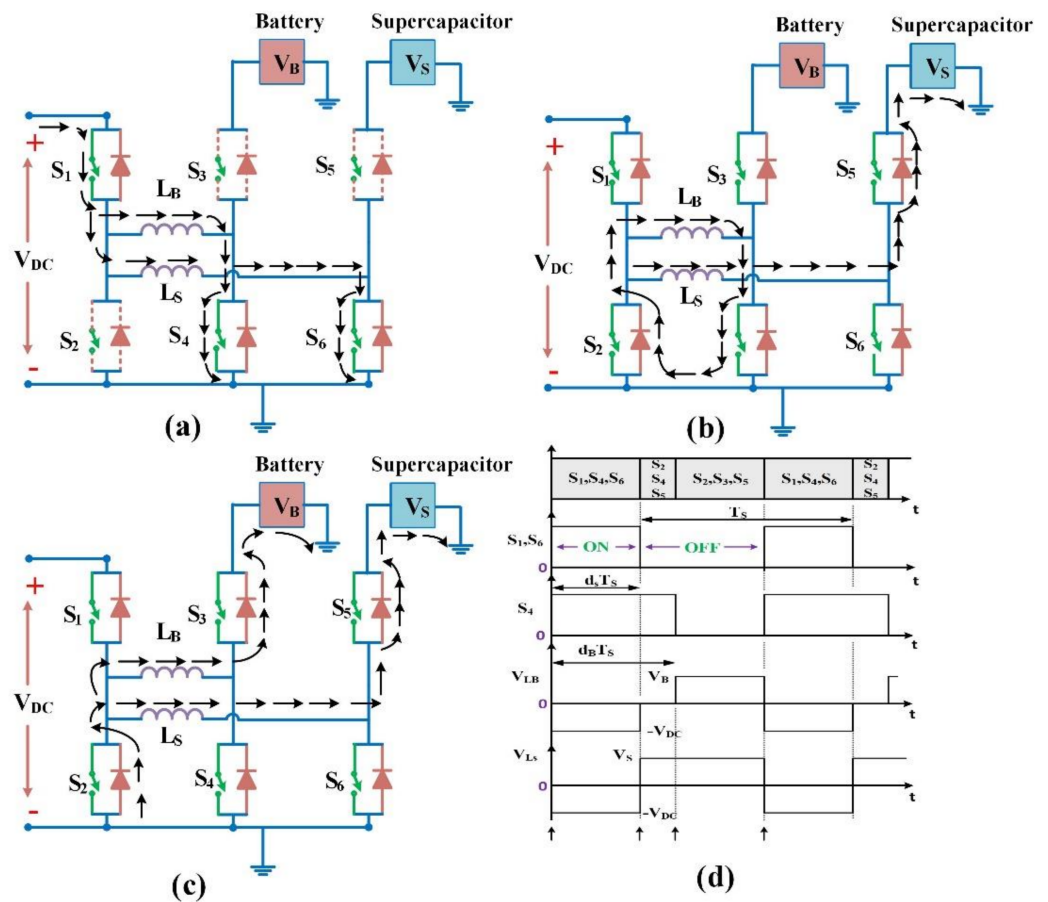 Battery
Supercapacitor
V_B
V_S
+
S_1
S_3
S_5
L_B
V_DC
L_S
S_2
S_4
S_6
-
(a)
Battery
Supercapacitor
V_B
V_S
+
S_1
S_3
S_5
L_B
V_DC
L_S
S_2
S_6
-
(b)
Battery
Supercapacitor
V_B
V_S
+
S_1
S_3
S_5
L_B
V_DC
L_S
S_2
S_4
S_6
-
(c)
S_1,S_4,S_6
S_2
S_4
S_5
S_2,S_3,S_5
S_1,S_4,S_6
S_2
S_4
S_5
t
T_S
S_1,S_6
ON
OFF
0
t
d_sT_S
S_4
0
t
d_BT_S
V_LB
V_B
0
t
-V_DC
V_Ls
V_S
0
t
-V_DC
(d)